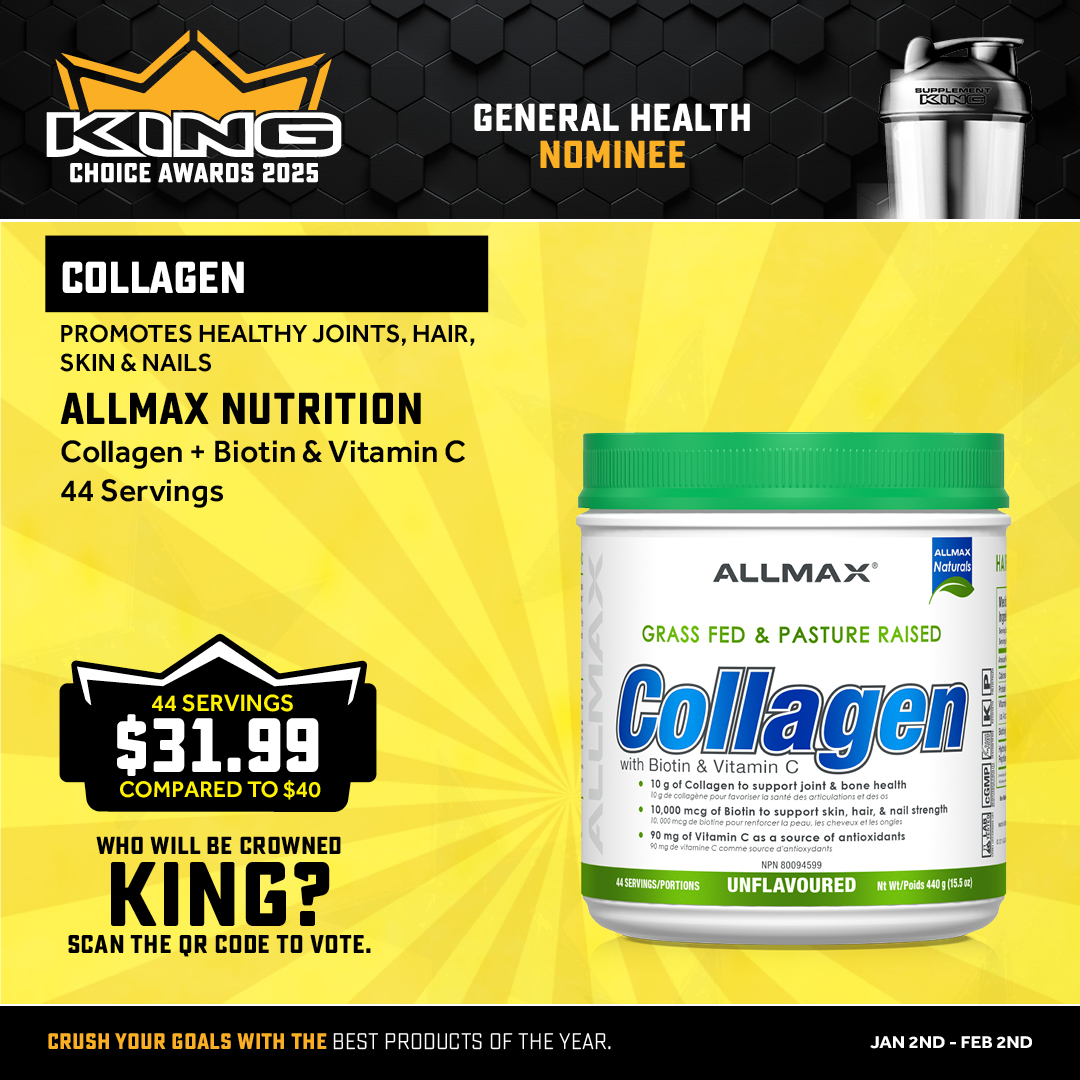 KING
CHOICE AWARDS 2025
GENERAL HEALTH
NOMINEE
SUPPLEMENT
KING
COLLAGEN
PROMOTES HEALTHY JOINTS, HAIR,
SKIN & NAILS
ALLMAX NUTRITION
Collagen + Biotin & Vitamin C
44 Servings
44 SERVINGS
$31.99
COMPARED TO $40
WHO WILL BE CROWNED
KING?
SCAN THE QR CODE TO VOTE.
ALLMAX
ALLMAX®
ALLMAX
Naturals
GRASS FED & PASTURE RAISED
Collagen
with Biotin & Vitamin C
• 10 g of Collagen to support joint & bone health
10 g de collagène pour favoriser la santé des articulations et des os
• 10,000 mcg of Biotin to support skin, hair, & nail strength
10, 000 mcg de biotine pour renforcer la peau, les cheveux et les ongles
• 90 mg of Vitamin C as a source of antioxidants
90 mg de vitamine C comme source d'antioxydants
NPN 80094599
44 SERVINGS/PORTIONS
UNFLAVOURED
Nt Wt/Poids 440 g (15.5 oz)
LAB
cGMP
K P
CRUSH YOUR GOALS WITH THE BEST PRODUCTS OF THE YEAR.
JAN 2ND - FEB 2ND